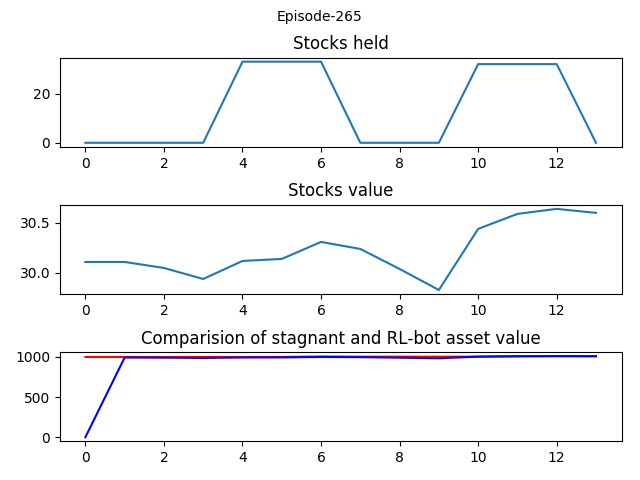 Episode-265
Stocks held
20
0
0 2 4 6 8 10 12
Stocks value
30.5
30.0
0 2 4 6 8 10 12
Comparision of stagnant and RL-bot asset value
1000
500
0
0 2 4 6 8 10 12